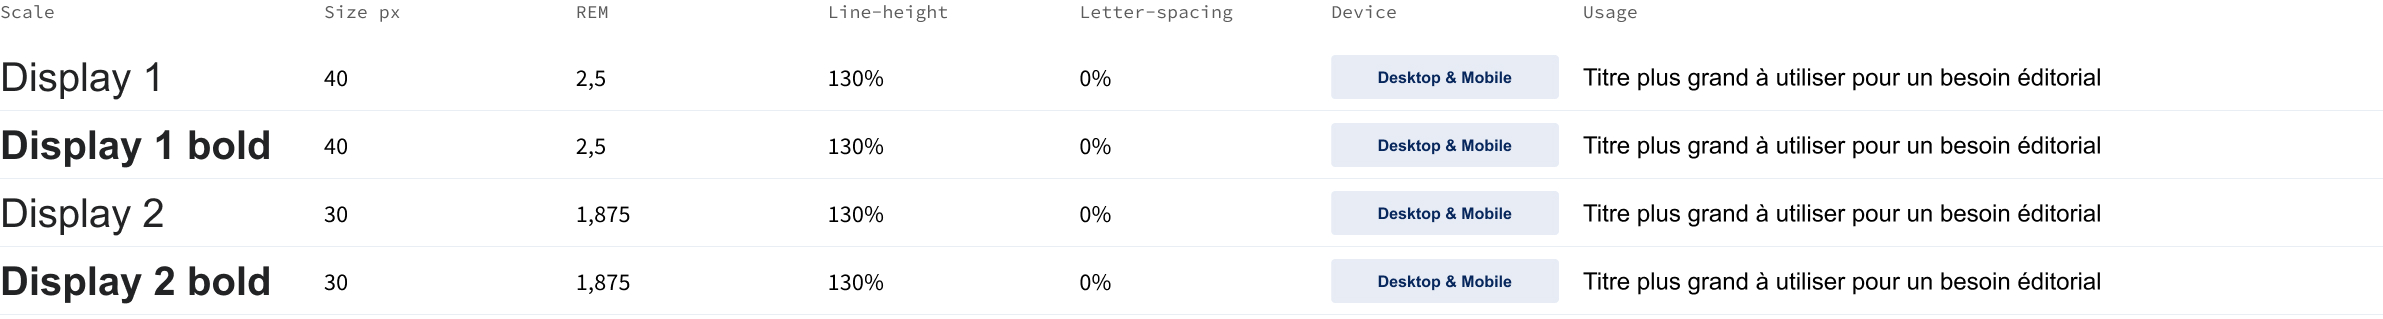 Scale Size px REM Line-height Letter-spacing Device Usage
Display 1 40 2,5 130% 0% Desktop & Mobile Titre plus grand à utiliser pour un besoin éditorial
Display 1 bold 40 2,5 130% 0% Desktop & Mobile Titre plus grand à utiliser pour un besoin éditorial
Display 2 30 1,875 130% 0% Desktop & Mobile Titre plus grand à utiliser pour un besoin éditorial
Display 2 bold 30 1,875 130% 0% Desktop & Mobile Titre plus grand à utiliser pour un besoin éditorial